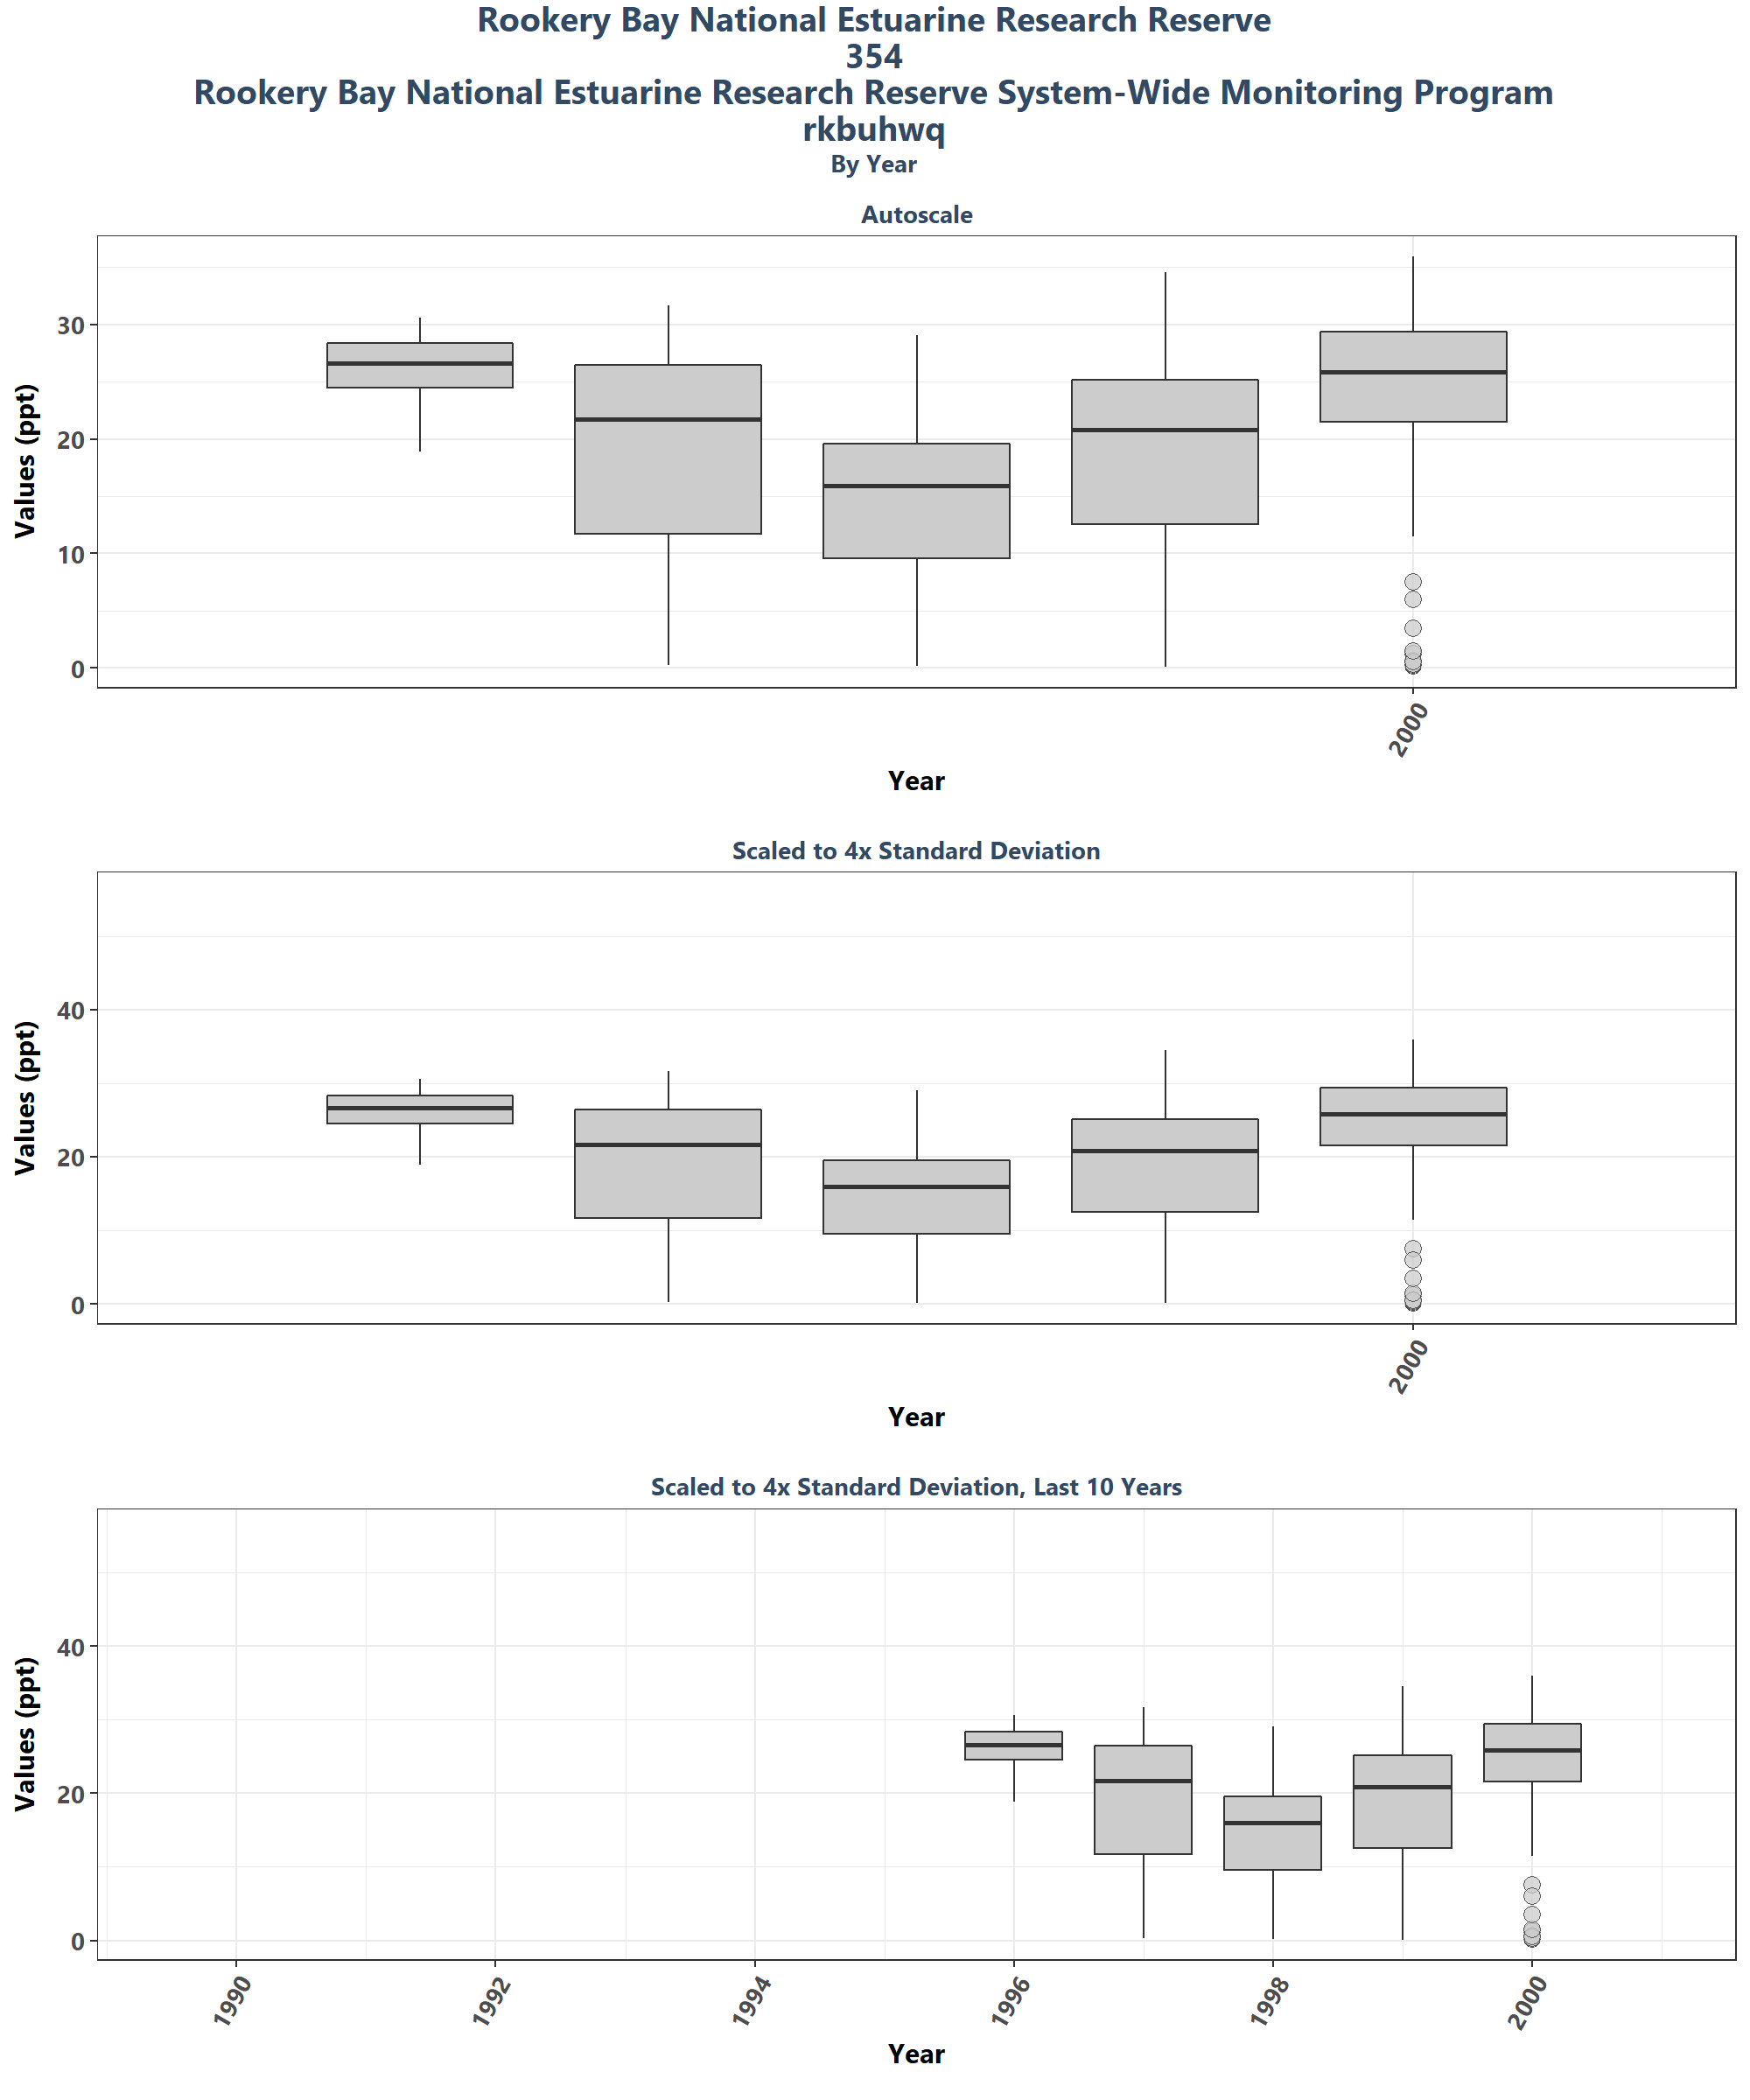 Rookery Bay National Estuarine Research Reserve
354
Rookery Bay National Estuarine Research Reserve System-Wide Monitoring Program
rkbuhwq
By Year
Autoscale
Values (ppt)
30
20
10
0
2000
Year
Scaled to 4x Standard Deviation
Values (ppt)
40
20
0
2000
Year
Scaled to 4x Standard Deviation, Last 10 Years
Values (ppt)
40
20
0
1990 1992 1994 1996 1998 2000
Year